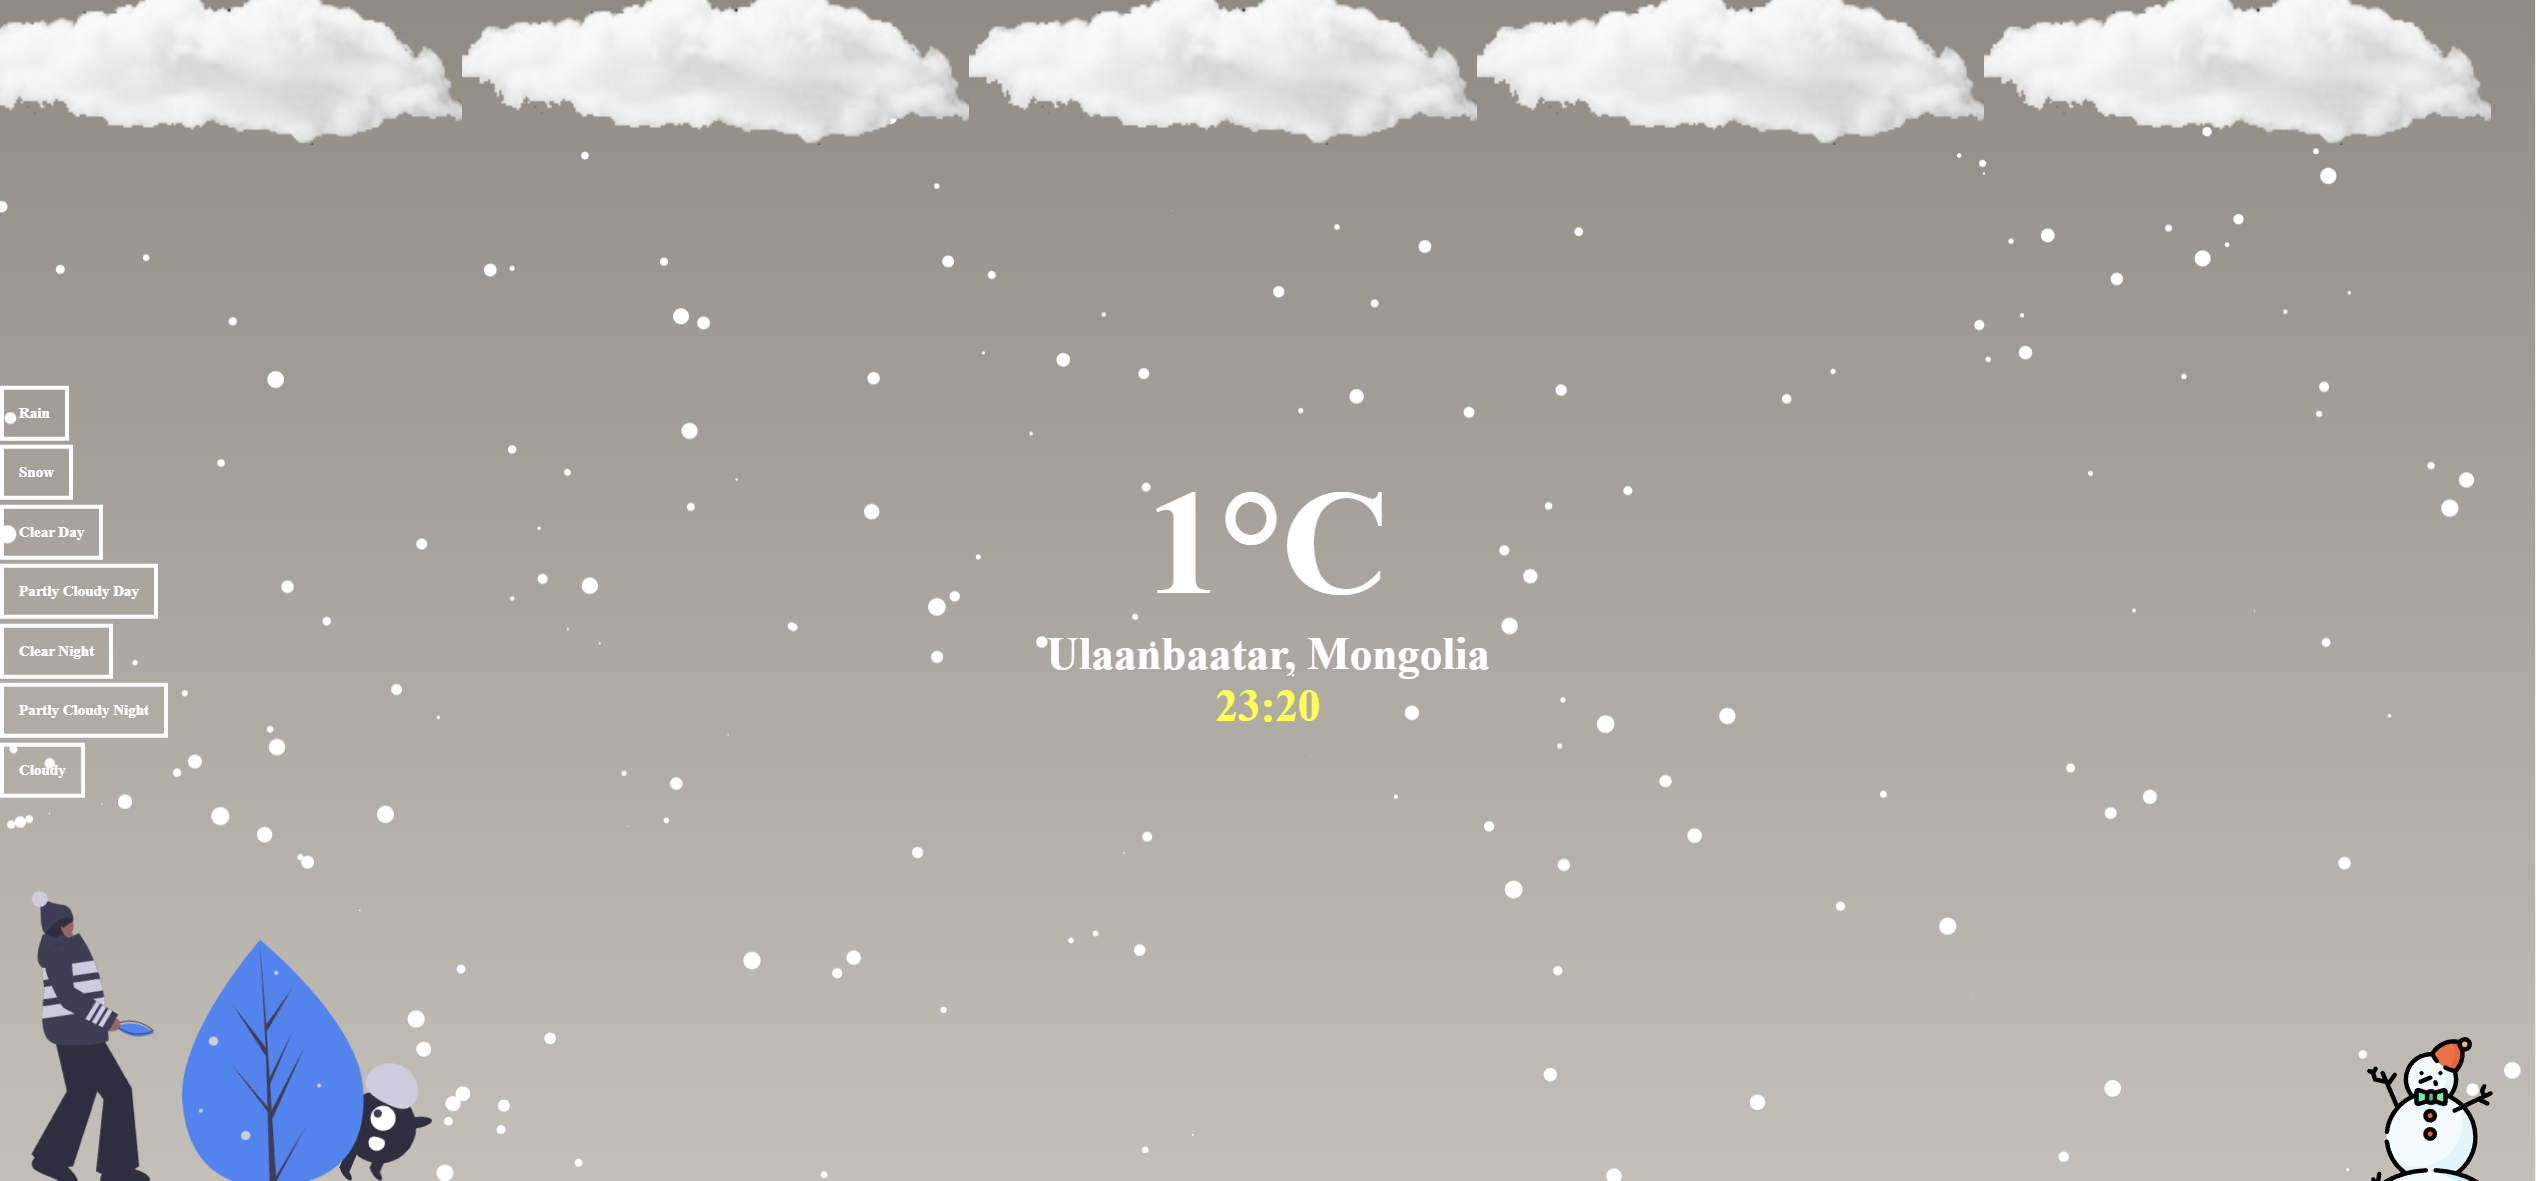 Rain
Snow
Clear Day
Partly Cloudy Day
Clear Night
Partly Cloudy Night
Cloudy
1°C
Ulaanbaatar, Mongolia
23:20